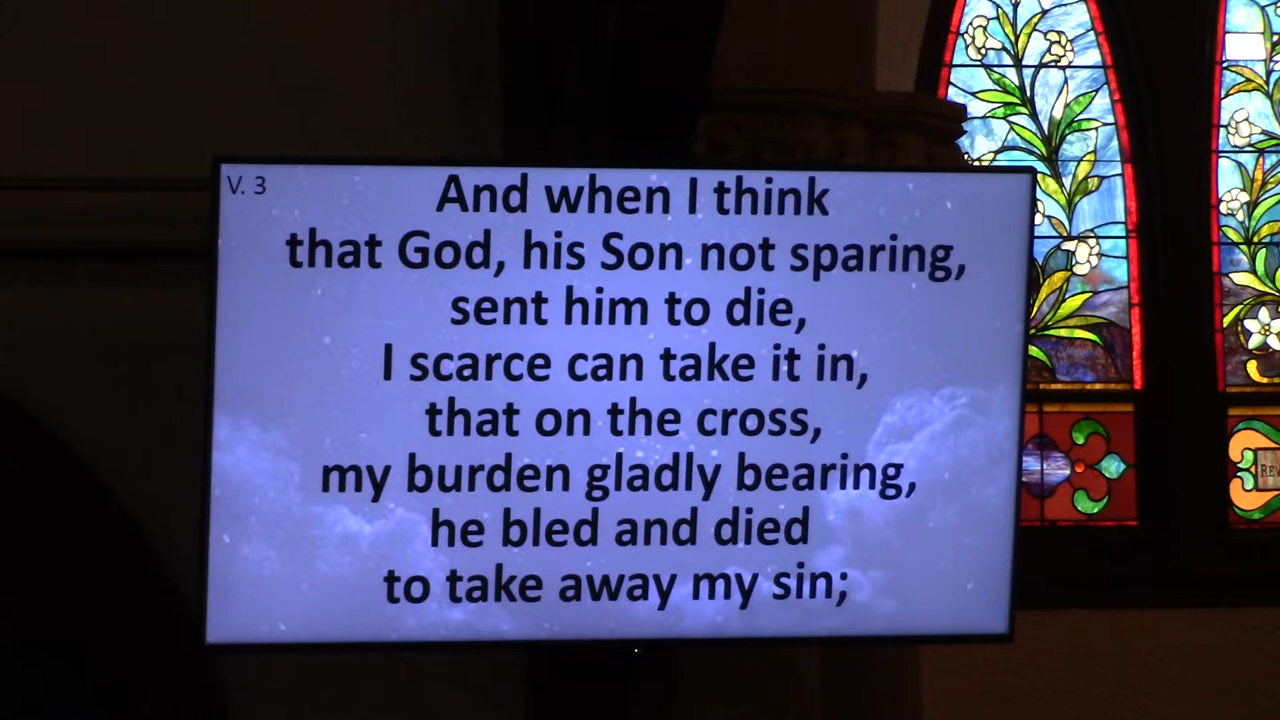 V. 3
And when I think
that God, his Son not sparing,
sent him to die,
I scarce can take it in,
that on the cross,
my burden gladly bearing,
he bled and died
to take away my sin;